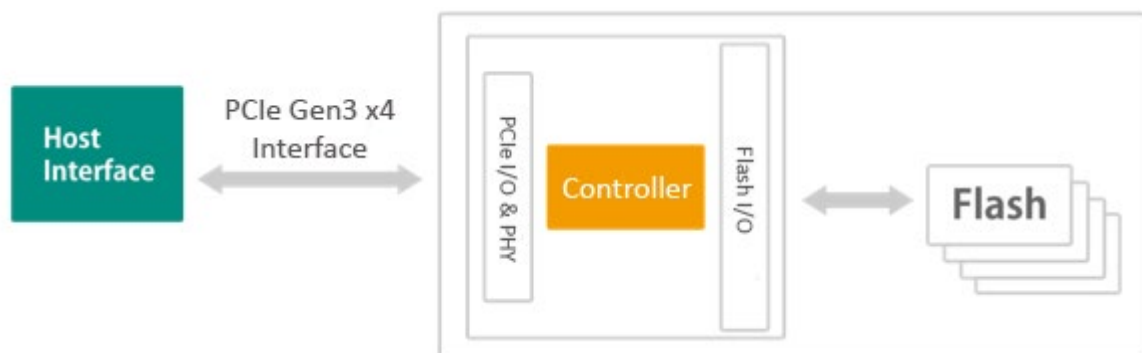 Host
Interface
PCIe Gen3 x4
Interface
PCIe I/O & PHY
Controller
Flash I/O
Flash